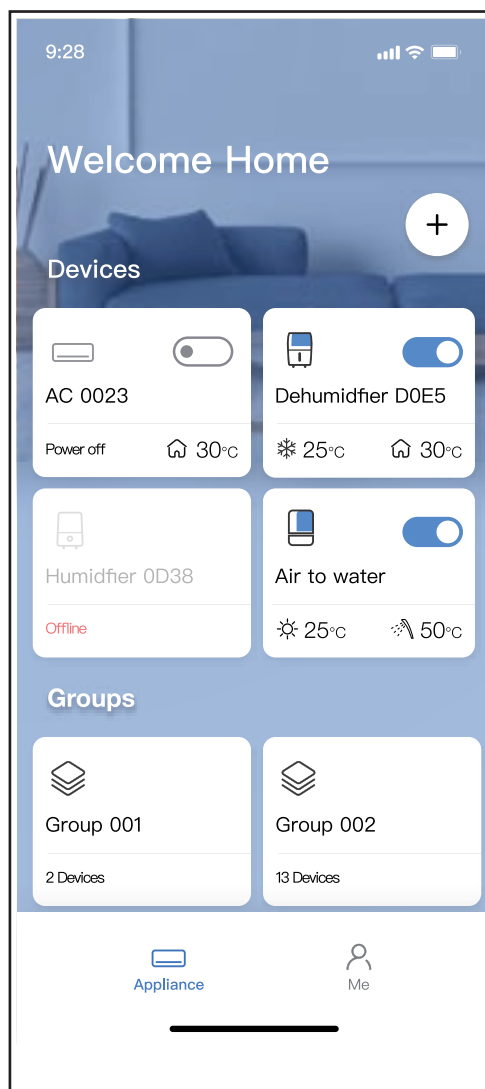 9:28
Welcome Home
Devices
AC 0023
Power off 30°C
Dehumidfier D0E5
25°C 30°C
Humidfier 0D38
Offline
Air to water
25°C 50°C
Groups
Group 001
2 Devices
Group 002
13 Devices
Appliance
Me